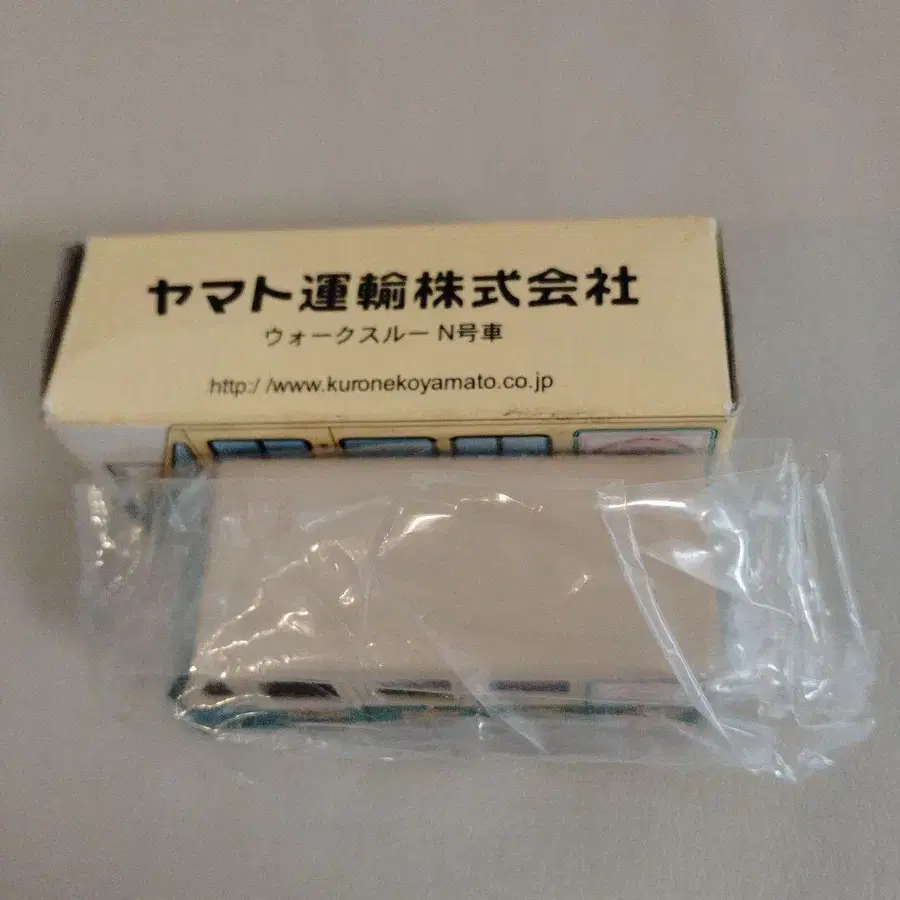 ヤマト運輸株式会社
ウォークスルー N号車
http:/ /www.kuronekoyamato.co.jp